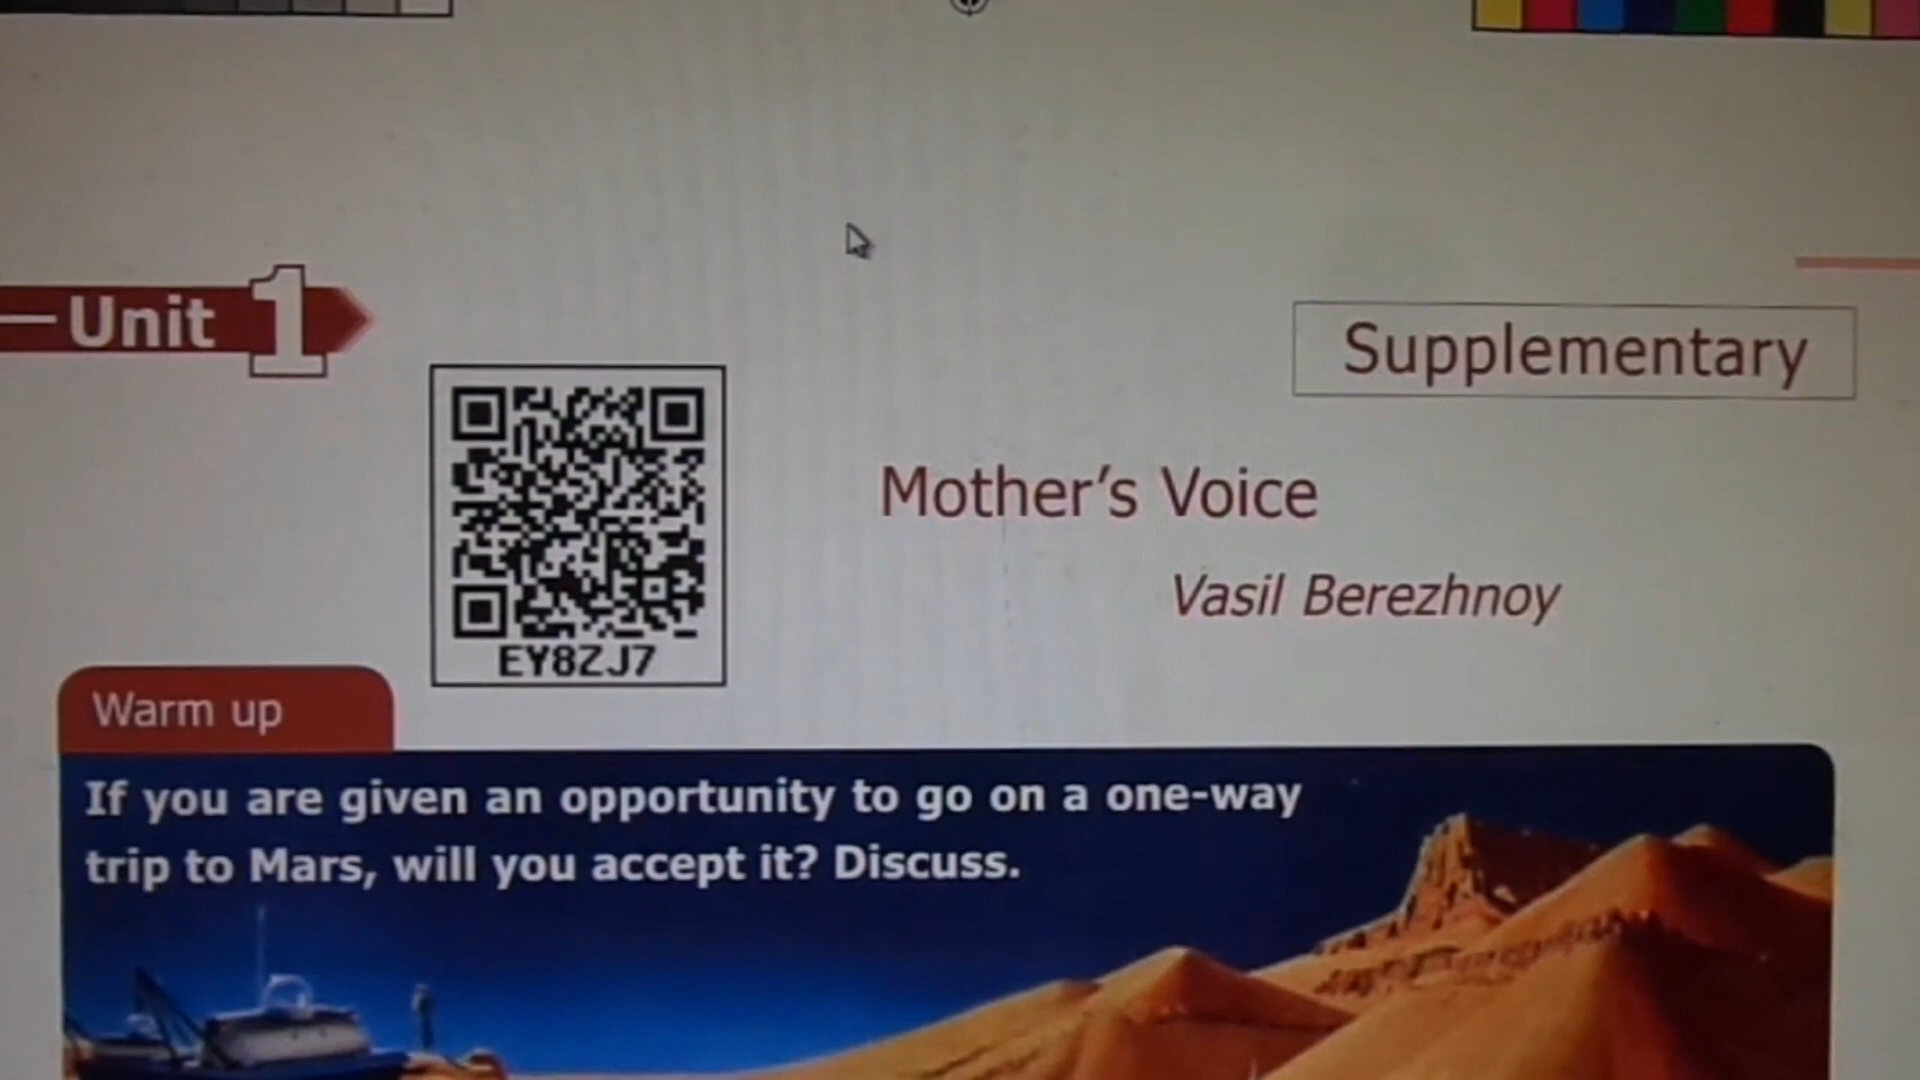 Unit 1
Supplementary
Mother's Voice
Vasil Berezhnoy
EY8ZJ7
Warm up
If you are given an opportunity to go on a one-way
trip to Mars, will you accept it? Discuss.